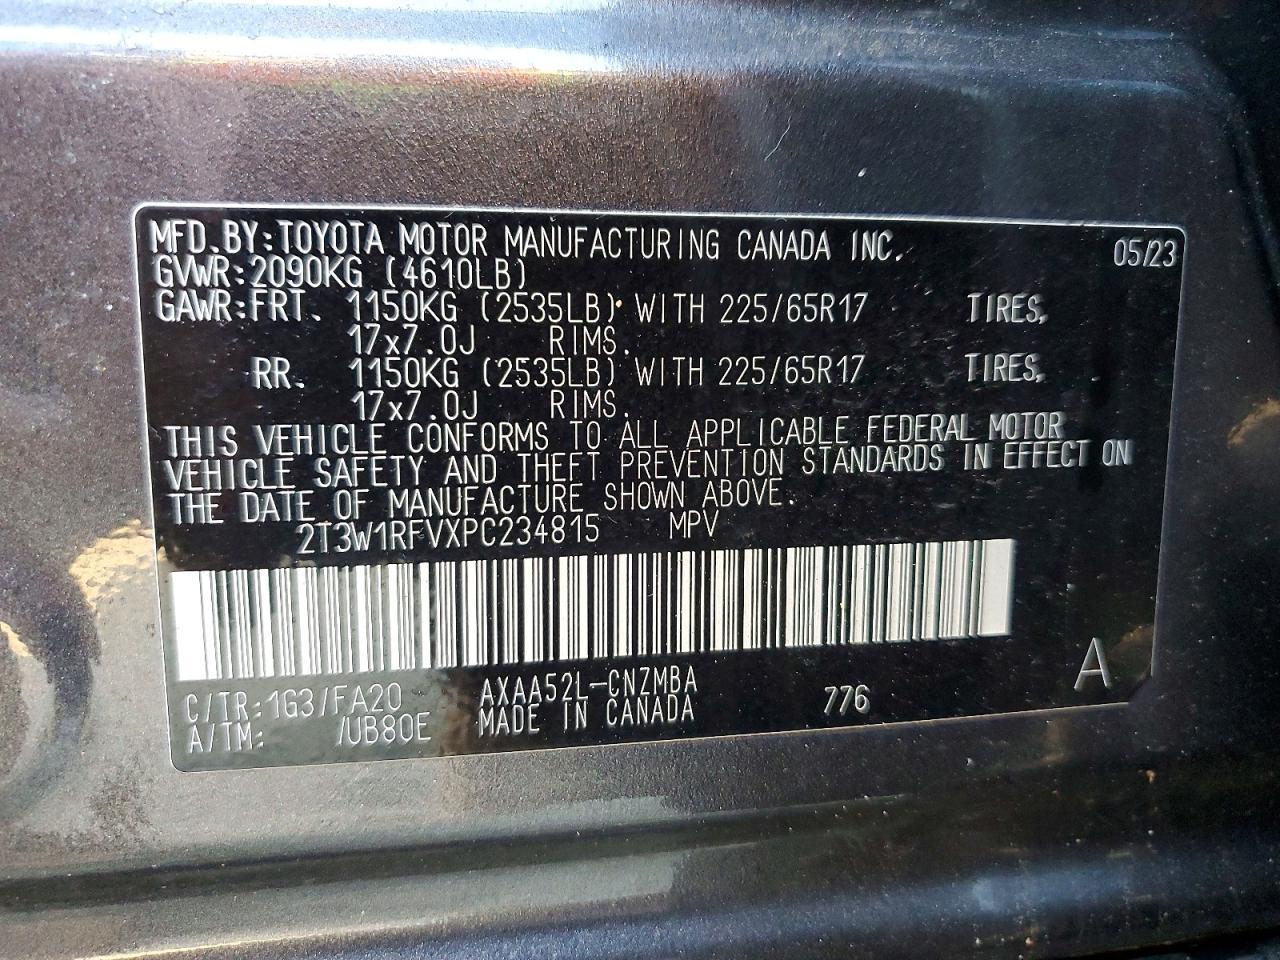 MFD.BY:TOYOTA MOTOR MANUFACTURING CANADA INC. 05/23
GVWR:2090KG (4610LB)
GAWR:FRT. 1150KG (2535LB) WITH 225/65R17 TIRES,
17x7.0J RIMS.
RR. 1150KG (2535LB) WITH 225/65R17 TIRES,
17x7.0J RIMS.
THIS VEHICLE CONFORMS TO ALL APPLICABLE FEDERAL MOTOR
VEHICLE SAFETY AND THEFT PREVENTION STANDARDS IN EFFECT ON
THE DATE OF MANUFACTURE SHOWN ABOVE.
2T3W1RFVXPC234815 MPV
C/TR:1G3/FA20 AXAA52L-CNZMBA 776 A
A/TM: /UB80E MADE IN CANADA